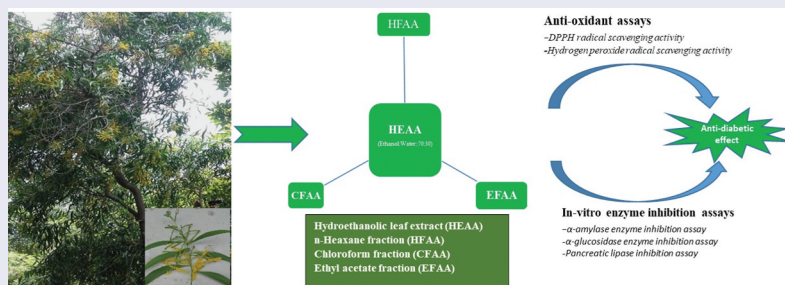 HFAA
HEAA
(Ethanol:Water:70:30)
CFAA
EFAA
Hydroethanolic leaf extract (HEAA)
n-Heaxane fraction (HFAA)
Chloroform fraction (CFAA)
Ethyl acetate fraction (EFAA)
Anti-oxidant assays
-DPPH radical scavenging activity
-Hydrogen peroxide radical scavenging activity
Anti-diabetic
effect
In-vitro enzyme inhibition assays
-α-amylase enzyme inhibition assay
-α-glucosidase enzyme inhibition assay
-Pancreatic lipase inhibition assay